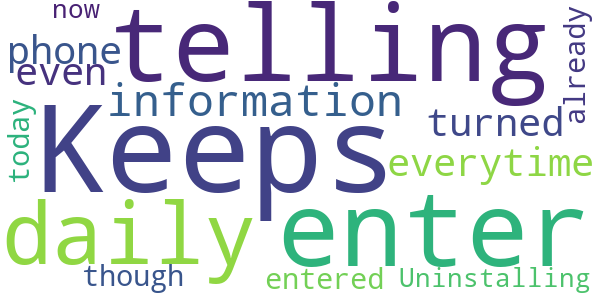 now
telling
phone
even
already
information
turned
Keeps
today
everytime
daily
enter
though
entered
Uninstalling